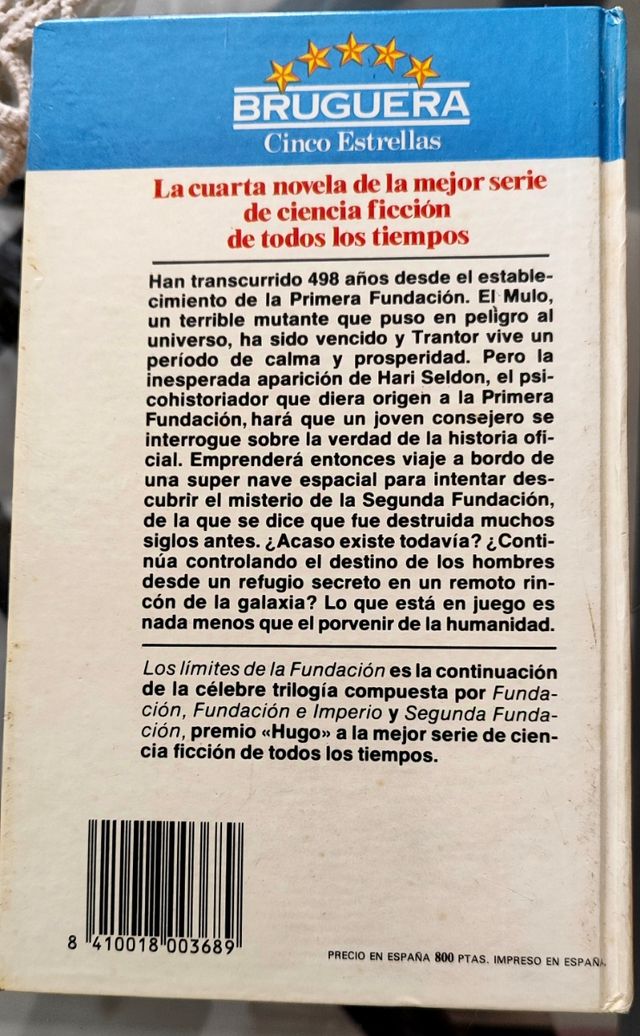 BRUGUERA
Cinco Estrellas
La cuarta novela de la mejor serie
de ciencia ficción
de todos los tiempos
Han transcurrido 498 años desde el estable-
cimiento de la Primera Fundación. El Mulo,
un terrible mutante que puso en peligro al
universo, ha sido vencido y Trantor vive un
período de calma y prosperidad. Pero la
inesperada aparición de Hari Seldon, el psi-
cohistoriador que diera origen a la Primera
Fundación, hará que un joven consejero se
interrogue sobre la verdad de la historia ofi-
cial. Emprenderá entonces viaje a bordo de
una super nave espacial para intentar des-
cubrir el misterio de la Segunda Fundación,
de la que se dice que fue destruida muchos
siglos antes. ¿Acaso existe todavía? ¿Conti-
núa controlando el destino de los hombres
desde un refugio secreto en un remoto rin-
cón de la galaxia? Lo que está en juego es
nada menos que el porvenir de la humanidad.
Los límites de la Fundación es la continuación
de la célebre trilogía compuesta por Funda-
ción, Fundación e Imperio y Segunda Funda-
ción, premio «Hugo» a la mejor serie de cien-
cia ficción de todos los tiempos.
8 410018 003689
PRECIO EN ESPAÑA 800 PTAS. IMPRESO EN ESPAÑA